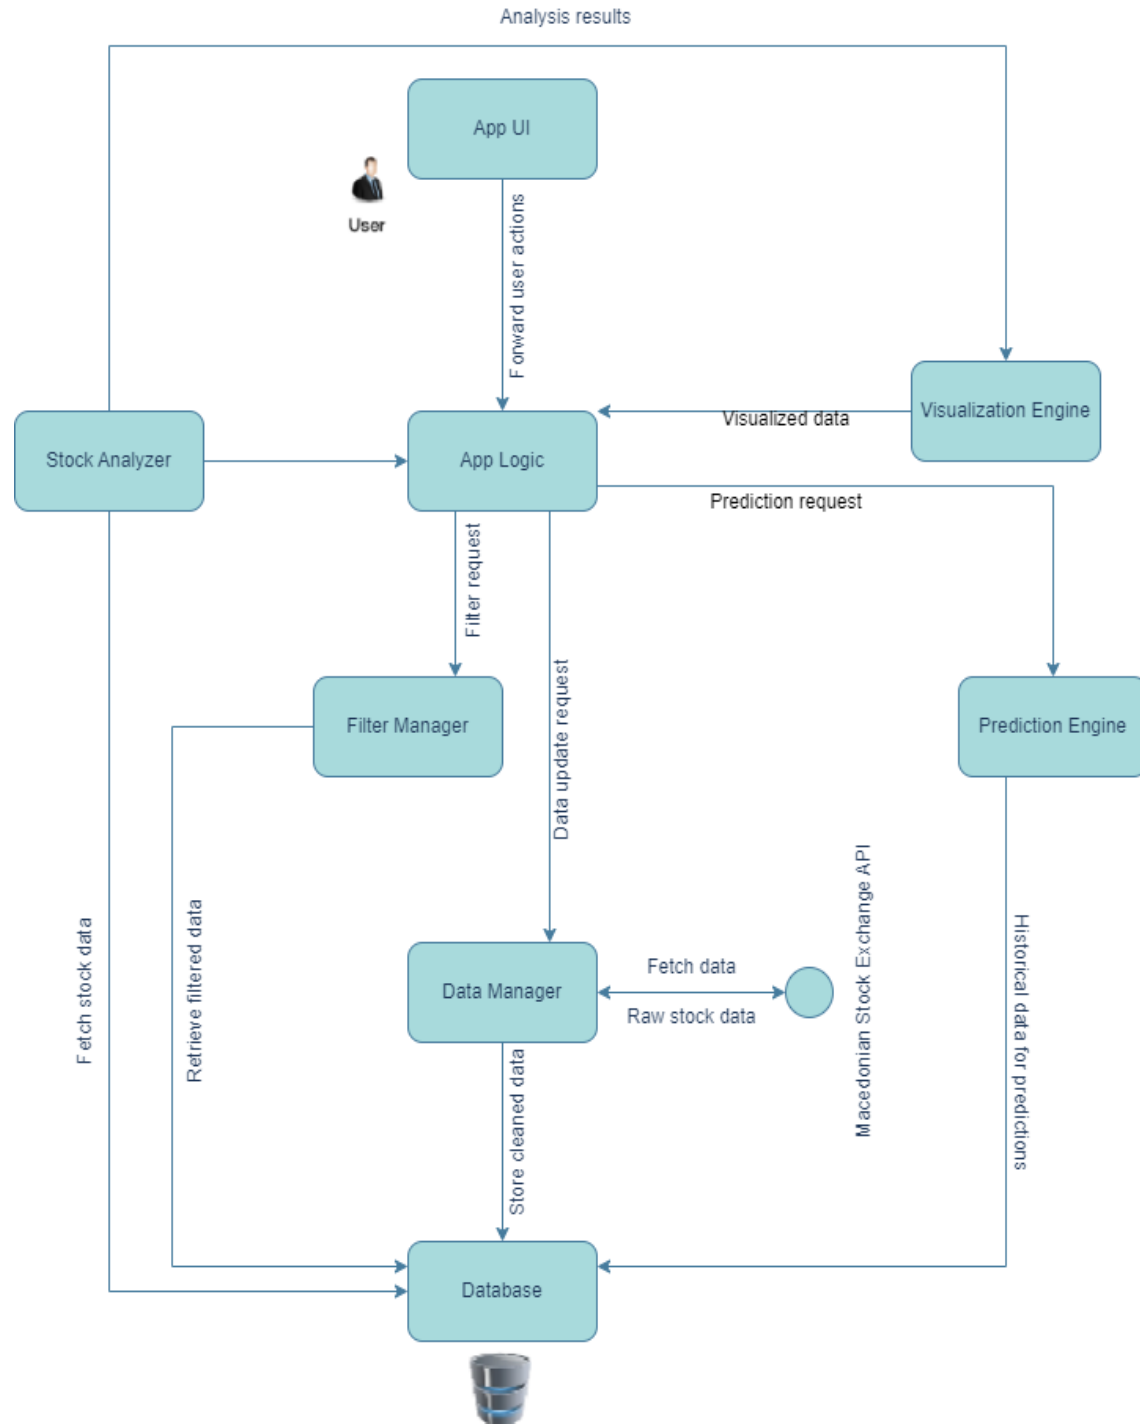 Analysis results
App UI
User
Forward user actions
Visualization Engine
Visualized data
Stock Analyzer
App Logic
Prediction request
Filter request
Data update request
Filter Manager
Prediction Engine
Macedonian Stock Exchange API
Fetch stock data
Retrieve filtered data
Historical data for predictions
Fetch data
Data Manager
Raw stock data
Store cleaned data
Database